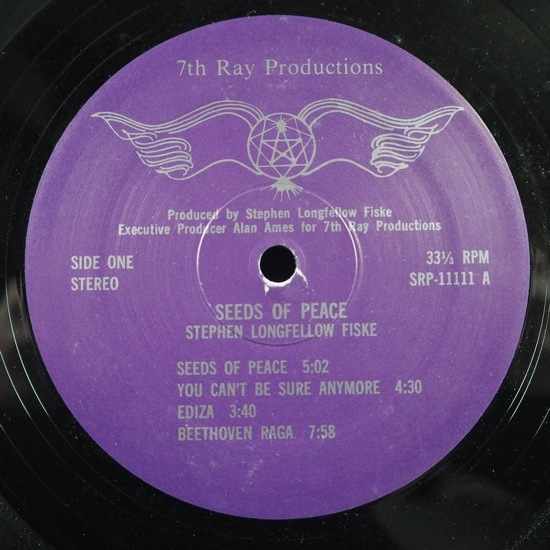 7th Ray Productions
Produced by Stephen Longfellow Fiske
Executive Producer Alan Ames for 7th Ray Productions
SIDE ONE
STEREO
33⅓ RPM
SRP-11111 A
SEEDS OF PEACE
STEPHEN LONGFELLOW FISKE
SEEDS OF PEACE 5:02
YOU CAN'T BE SURE ANYMORE 4:30
EDIZA 3:40
BEETHOVEN RAGA 7:58